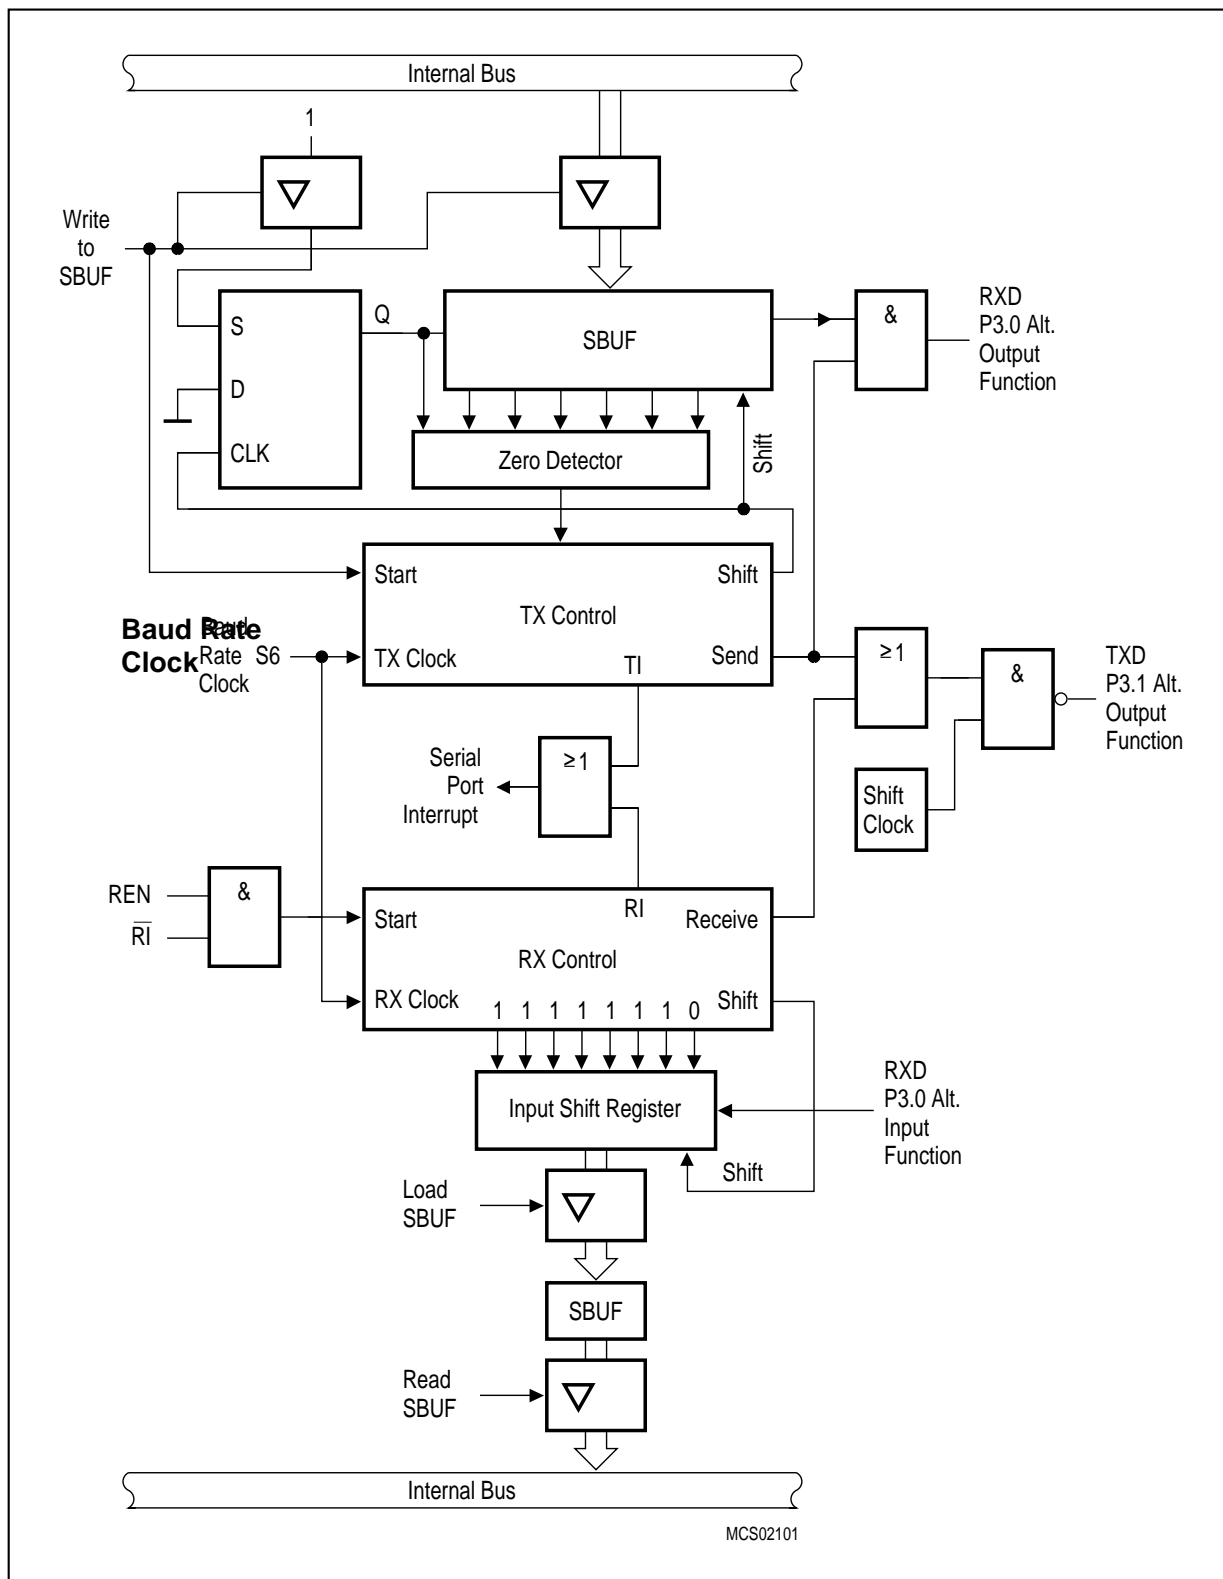 Internal Bus
1
Write
to
SBUF
S
D
CLK
Q
SBUF
&
RXD
P3.0 Alt.
Output
Function
Zero Detector
Shift
Start
Shift
TX Control
Baud Rate
Clock
Baud
Rate S6
Clock
TX Clock
TI
Send
≥1
&
TXD
P3.1 Alt.
Output
Function
Serial
Port
Interrupt
≥1
Shift
Clock
REN
RI̅
&
Start
RI
Receive
RX Control
RX Clock
Shift
1 1 1 1 1 1 1 0
Input Shift Register
RXD
P3.0 Alt.
Input
Function
Shift
Load
SBUF
SBUF
Read
SBUF
Internal Bus
MCS02101